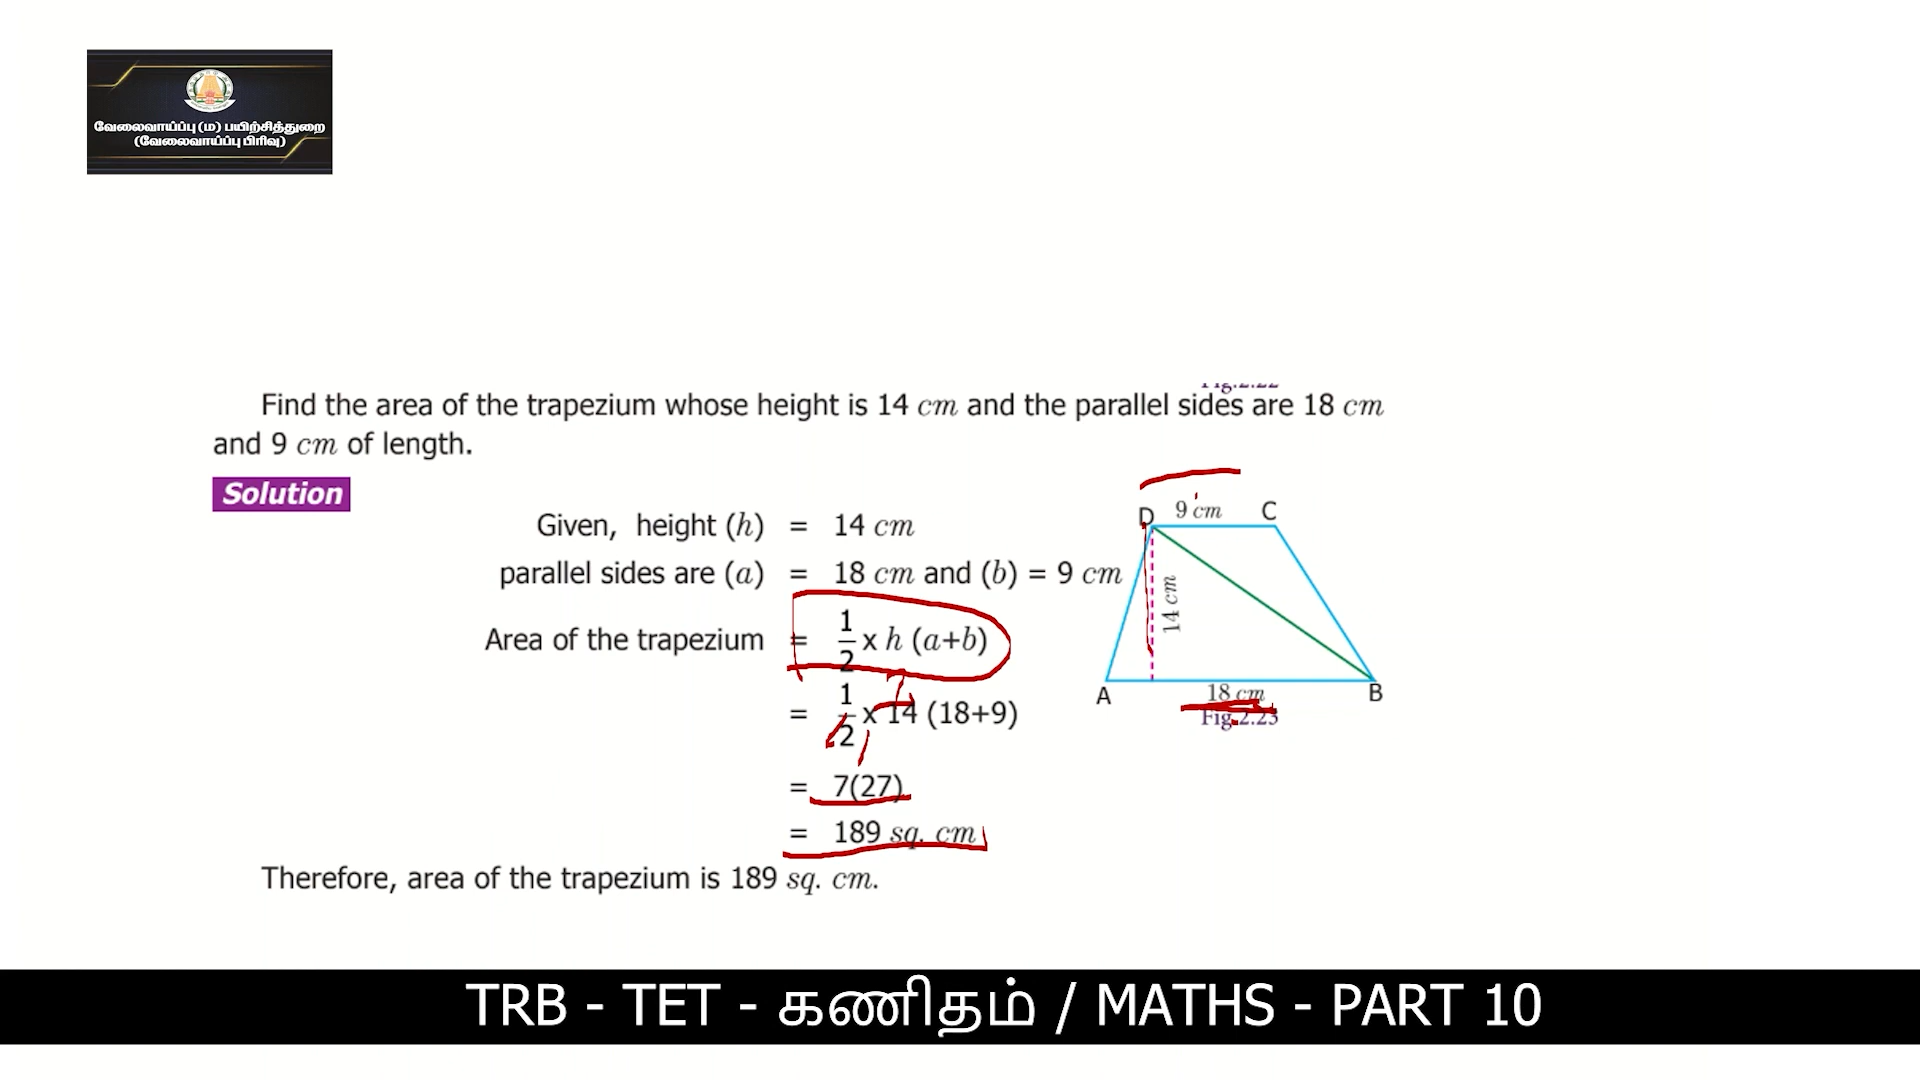 வேலைவாய்ப்பு (ம) பயிற்சித்துறை
(வேலைவாய்ப்பு பிரிவு)
Find the area of the trapezium whose height is 14 cm and the parallel sides are 18 cm
and 9 cm of length.
Solution
Given, height (h) = 14 cm
parallel sides are (a) = 18 cm and (b) = 9 cm
Area of the trapezium = 1/2 x h (a+b)
= 1/2 x 14 (18+9)
= 7(27)
= 189 sq. cm
Therefore, area of the trapezium is 189 sq. cm.
D 9 cm C
14 cm
A 18 cm B
Fig.2.23
7
TRB - TET - கணிதம் / MATHS - PART 10